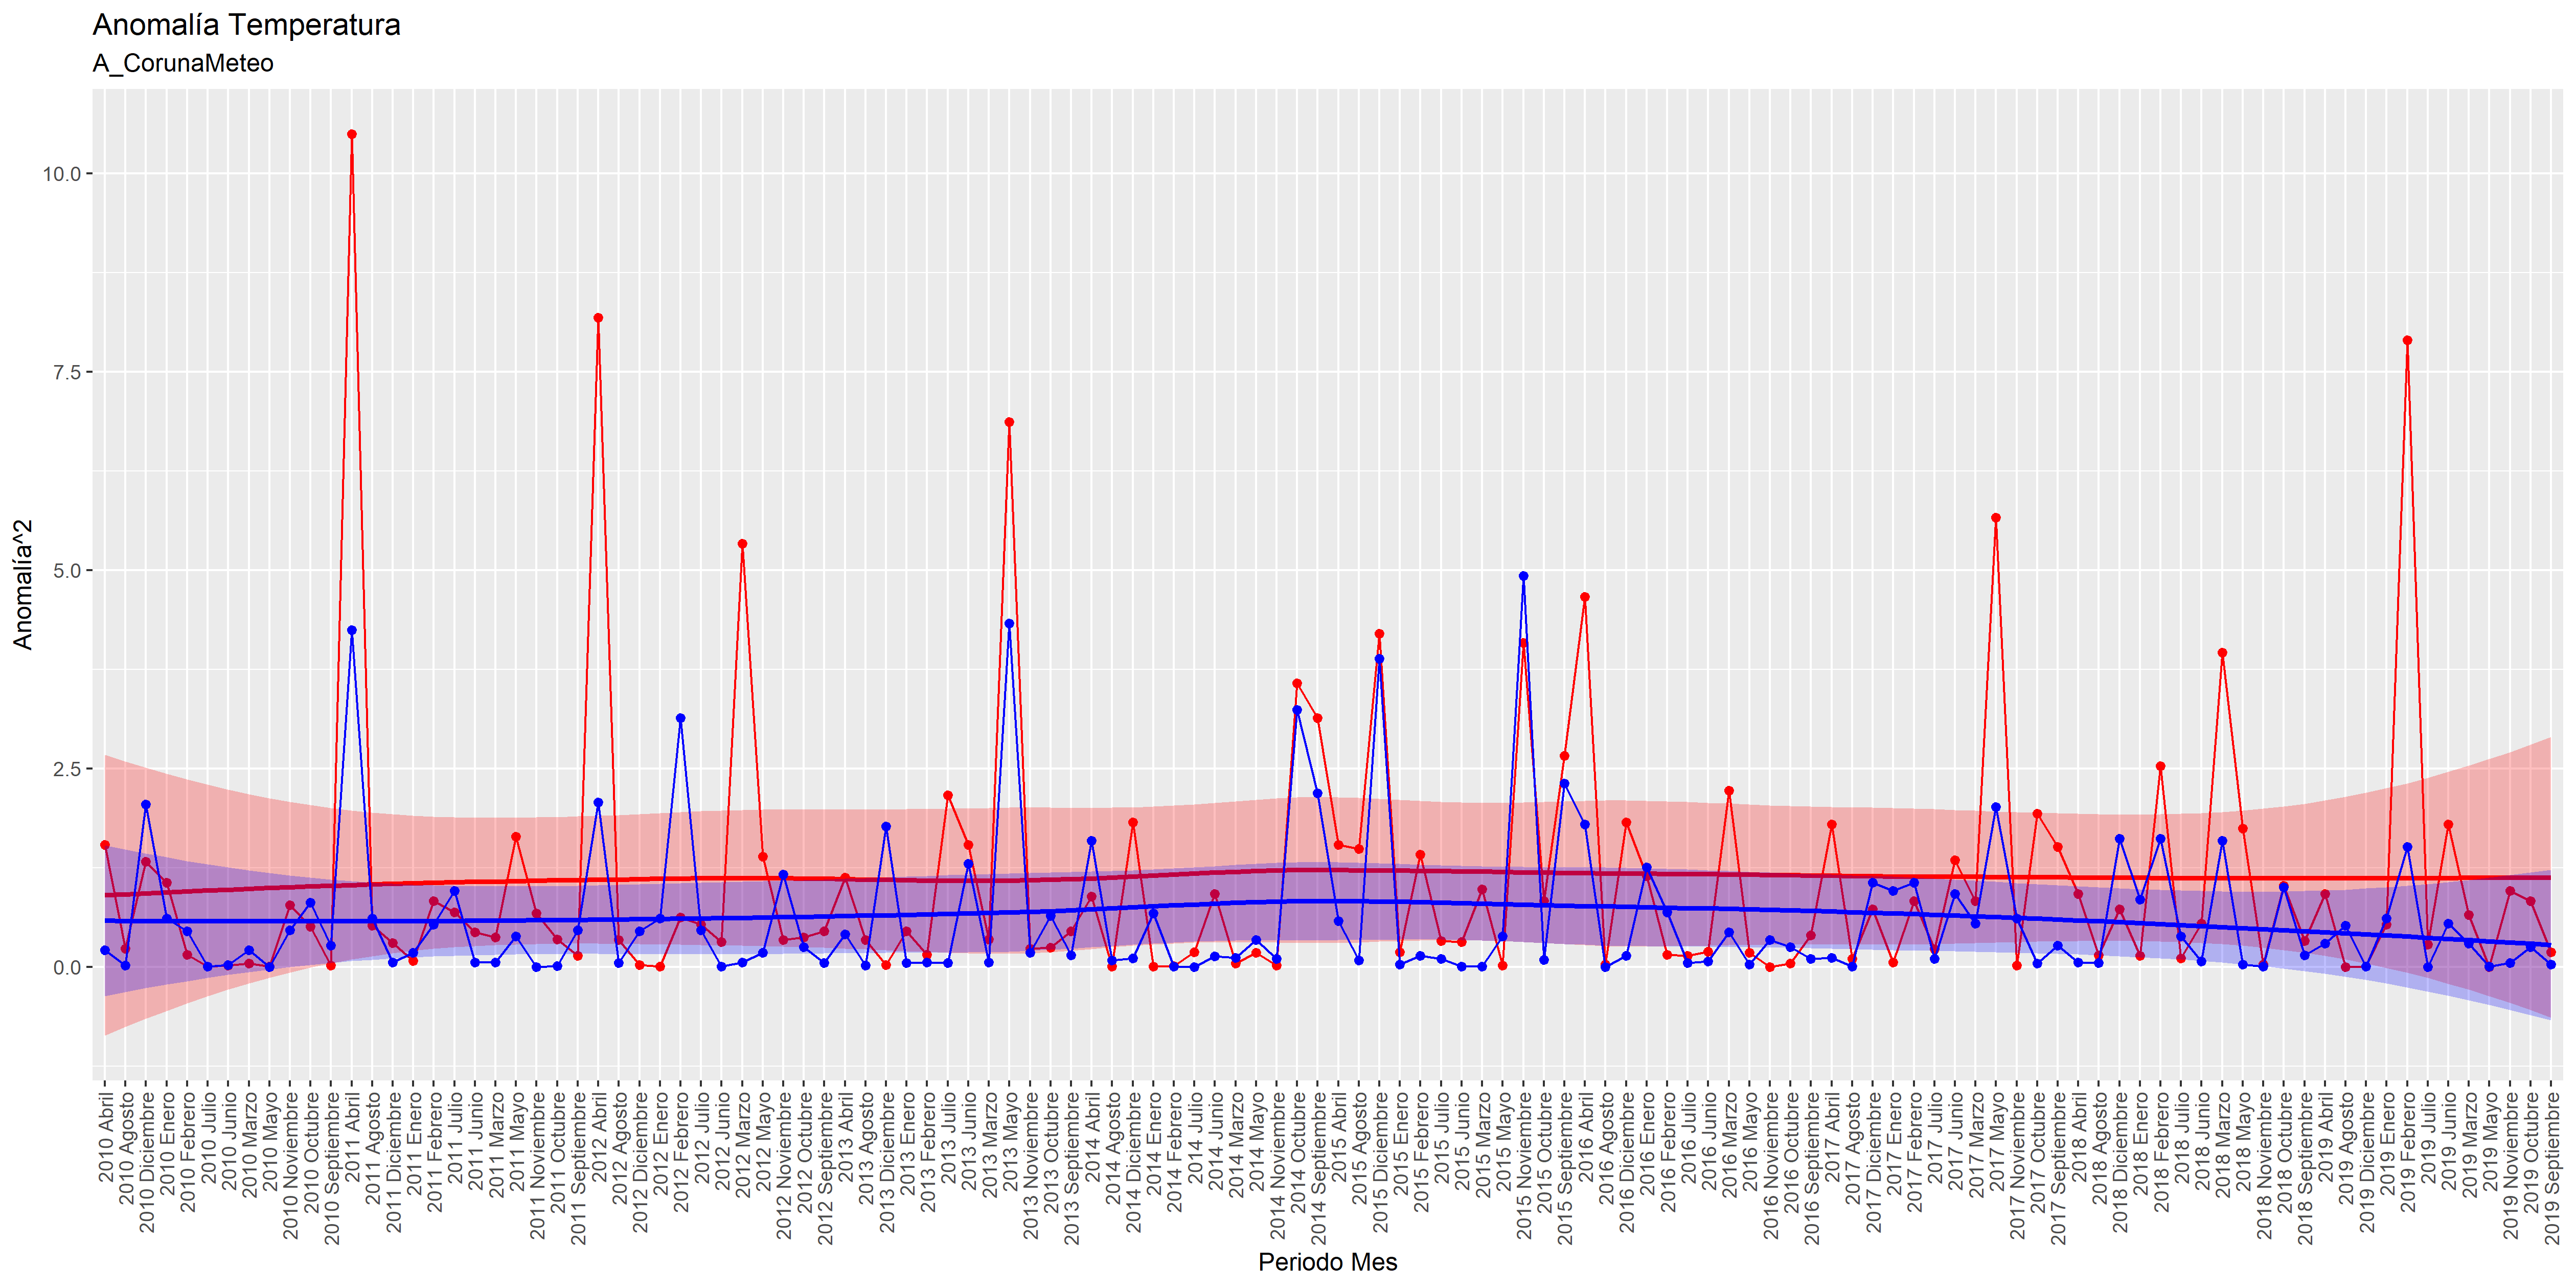 Anomalía Temperatura
A_CorunaMeteo
Anomalía^2
10.0
7.5
5.0
2.5
0.0
2010 Abril
2010 Agosto
2010 Diciembre
2010 Enero
2010 Febrero
2010 Julio
2010 Junio
2010 Marzo
2010 Mayo
2010 Noviembre
2010 Octubre
2010 Septiembre
2011 Abril
2011 Agosto
2011 Diciembre
2011 Enero
2011 Febrero
2011 Julio
2011 Junio
2011 Marzo
2011 Mayo
2011 Noviembre
2011 Octubre
2011 Septiembre
2012 Abril
2012 Agosto
2012 Diciembre
2012 Enero
2012 Febrero
2012 Julio
2012 Junio
2012 Marzo
2012 Mayo
2012 Noviembre
2012 Octubre
2012 Septiembre
2013 Abril
2013 Agosto
2013 Diciembre
2013 Enero
2013 Febrero
2013 Julio
2013 Junio
2013 Marzo
2013 Mayo
2013 Noviembre
2013 Octubre
2013 Septiembre
2014 Abril
2014 Agosto
2014 Diciembre
2014 Enero
2014 Febrero
2014 Julio
2014 Junio
2014 Marzo
2014 Mayo
2014 Noviembre
2014 Octubre
2014 Septiembre
2015 Abril
2015 Agosto
2015 Diciembre
2015 Enero
2015 Febrero
2015 Julio
2015 Junio
2015 Marzo
2015 Mayo
2015 Noviembre
2015 Octubre
2015 Septiembre
2016 Abril
2016 Agosto
2016 Diciembre
2016 Enero
2016 Febrero
2016 Julio
2016 Junio
2016 Marzo
2016 Mayo
2016 Noviembre
2016 Octubre
2016 Septiembre
2017 Abril
2017 Agosto
2017 Diciembre
2017 Enero
2017 Febrero
2017 Julio
2017 Junio
2017 Marzo
2017 Mayo
2017 Noviembre
2017 Octubre
2017 Septiembre
2018 Abril
2018 Agosto
2018 Diciembre
2018 Enero
2018 Febrero
2018 Julio
2018 Junio
2018 Marzo
2018 Mayo
2018 Noviembre
2018 Octubre
2018 Septiembre
2019 Abril
2019 Agosto
2019 Diciembre
2019 Enero
2019 Febrero
2019 Julio
2019 Junio
2019 Marzo
2019 Mayo
2019 Noviembre
2019 Octubre
2019 Septiembre
Periodo Mes